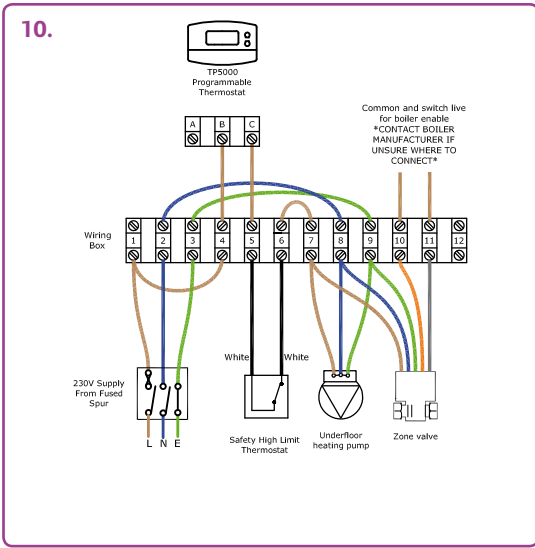 10.
TP5000
Programmable
Thermostat
A B C
Common and switch live
for boiler enable
*CONTACT BOILER
MANUFACTURER IF
UNSURE WHERE TO
CONNECT*
Wiring
Box
1 2 3 4 5 6 7 8 9 10 11 12
White
White
230V Supply
From Fused
Spur
L N E
Safety High Limit
Thermostat
Underfloor
heating pump
Zone valve